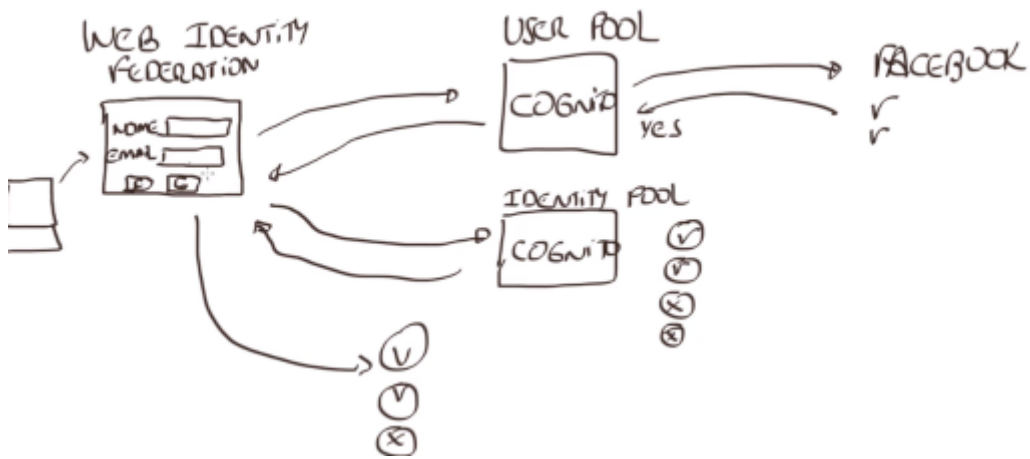 WEB IDENTITY
FEDERATION
NAME
EMAIL
G
USER POOL
COGNITO
YES
FACEBOOK
IDENTITY POOL
COGNITO